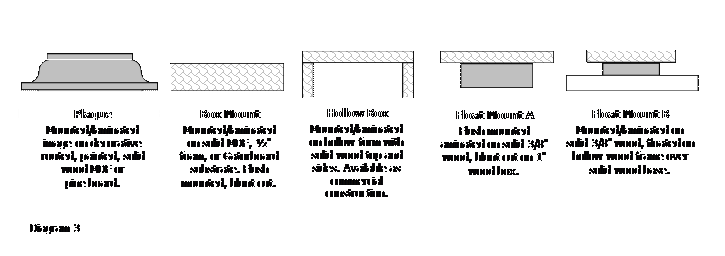 Plaque
Mounted/laminated
image on decorative
routed, painted, solid
wood MDF or
pine board.
Box Mount
Mounted/laminated
on solid MDF, ½"
foam, or Gatorboard
substrate. Flush
mounted, blunt cut.
Hollow Box
Mounted/laminated
on hollow form with
solid wood top and
sides. Available as
commercial
construction.
Float Mount A
Flush mounted
laminated on solid 3/8"
wood, blunt cut on 1"
wood box.
Float Mount B
Mounted/laminated on
solid 3/8" wood, floated on
hollow wood frame over
solid wood base.
Diagram 3